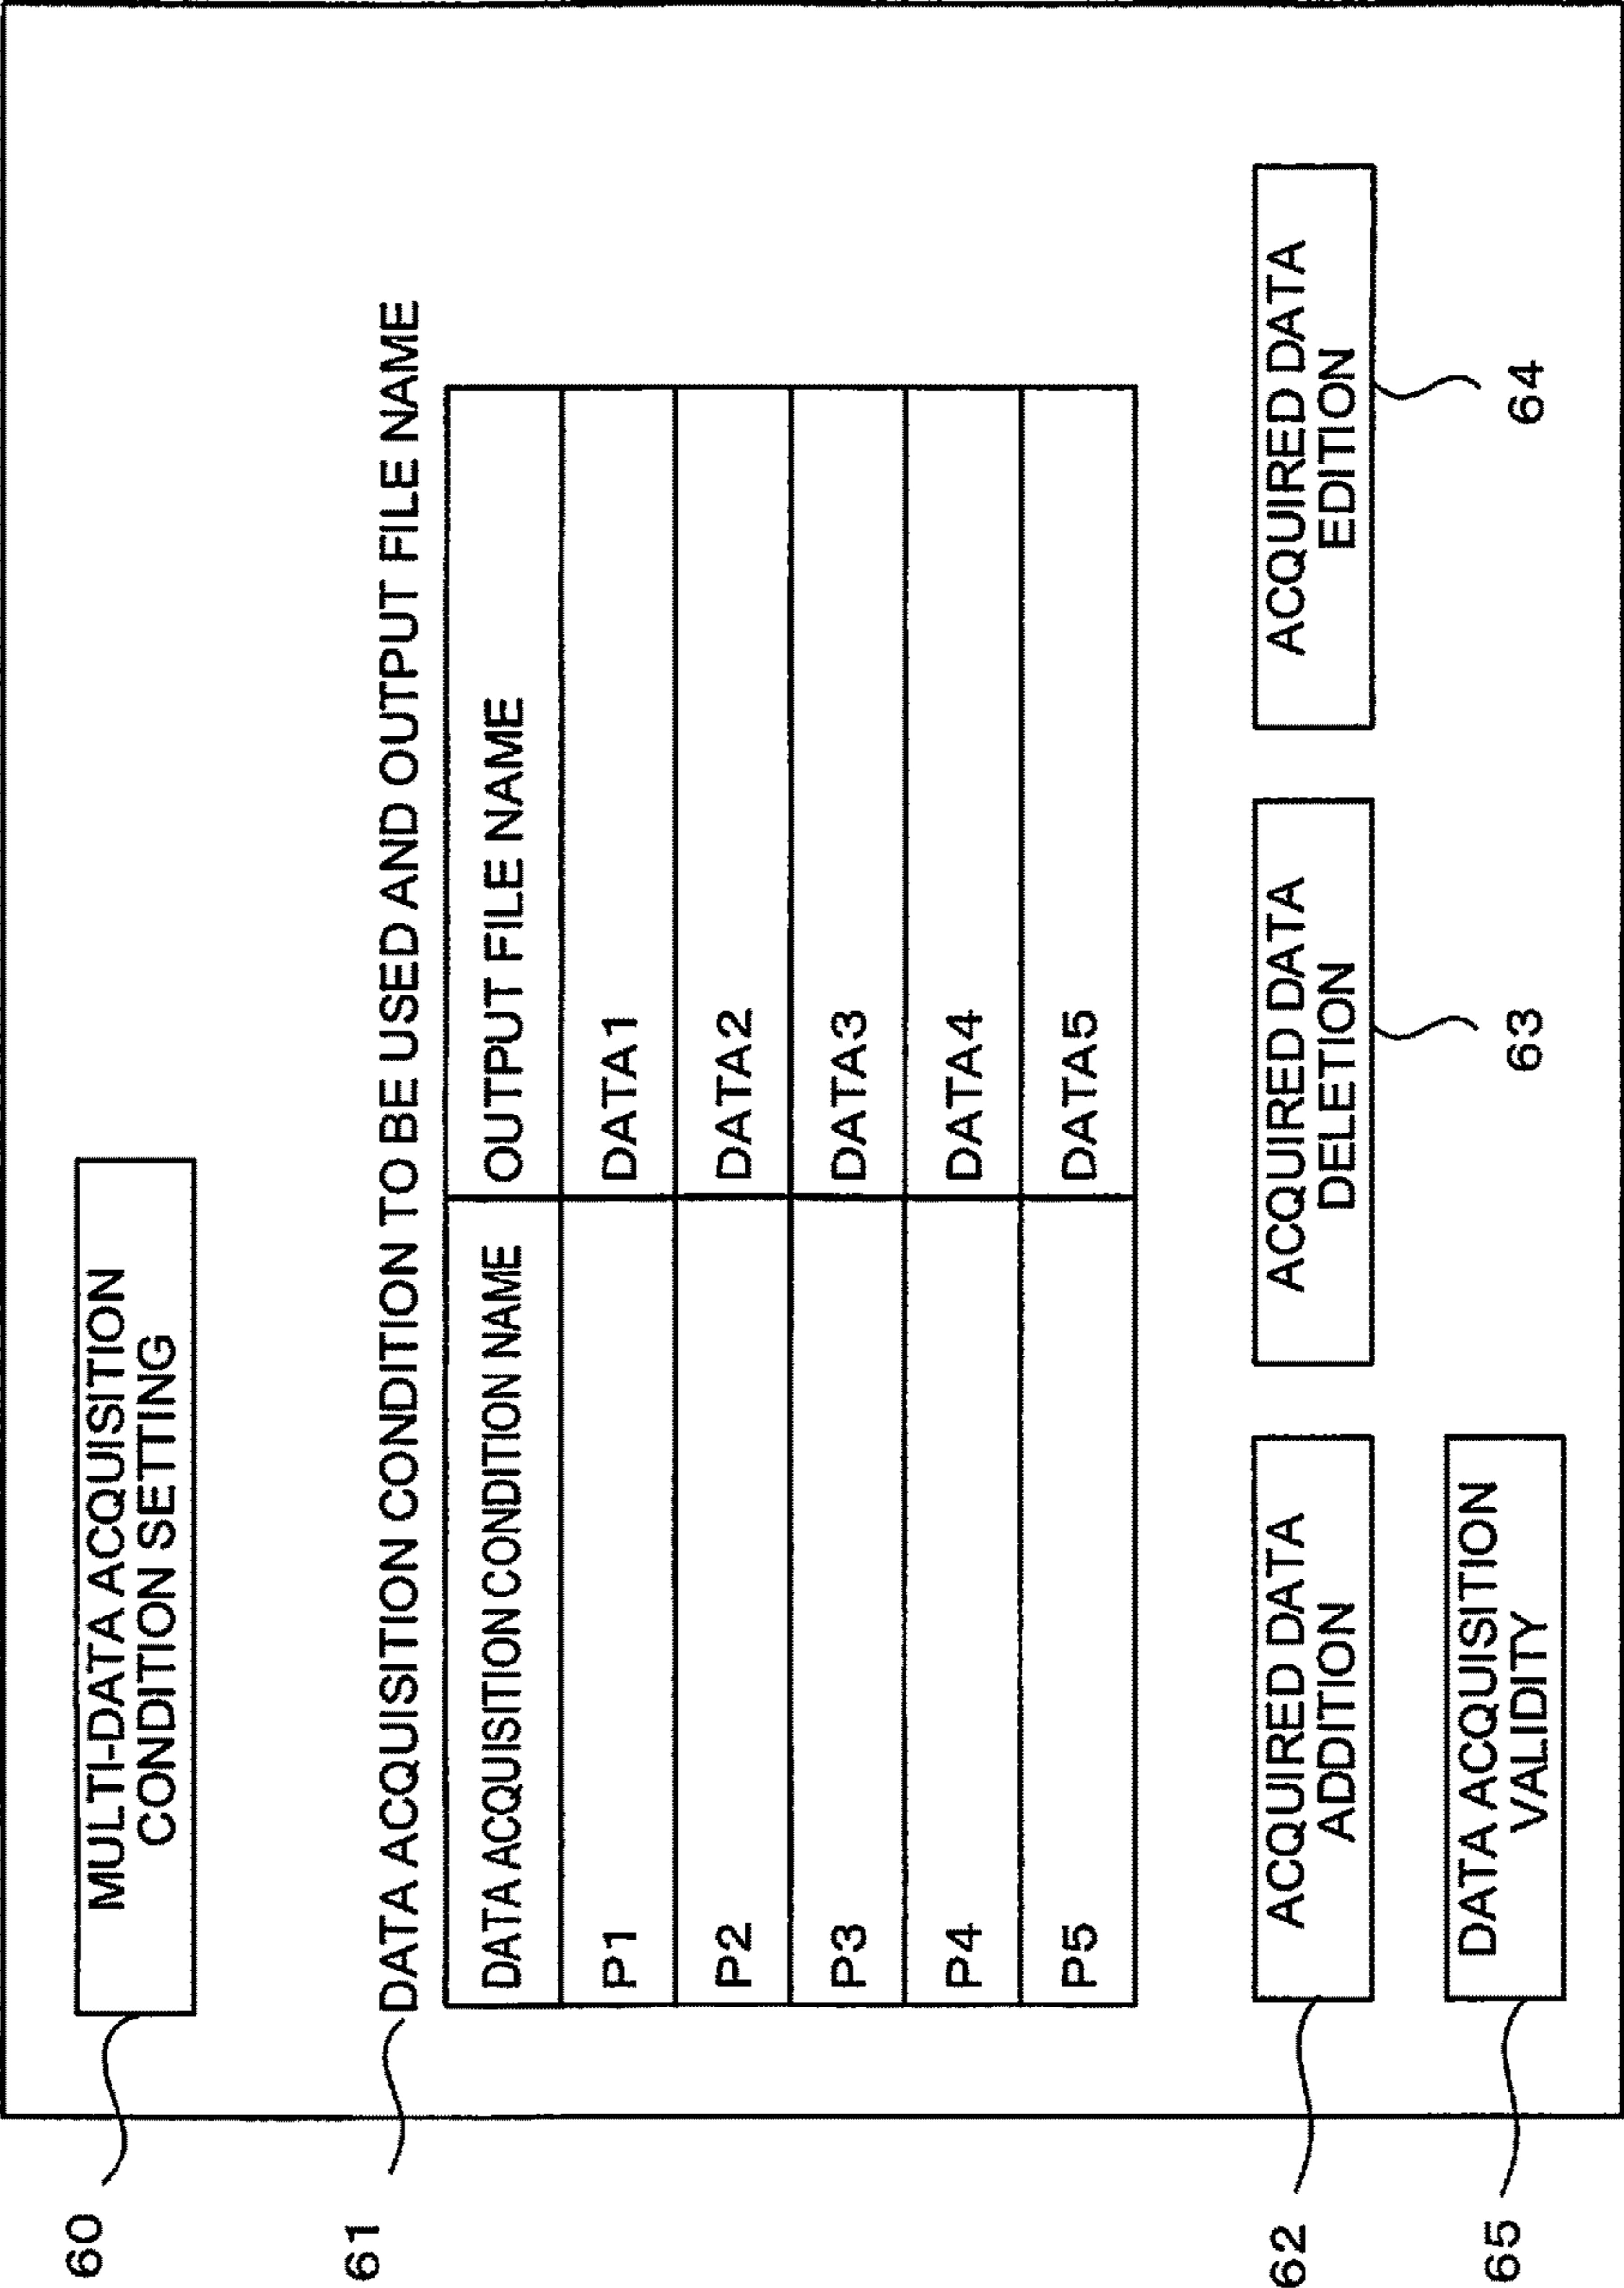 60
MULTI-DATA ACQUISITION
CONDITION SETTING
61
DATA ACQUISITION CONDITION TO BE USED AND OUTPUT FILE NAME
DATA ACQUISITION CONDITION NAME OUTPUT FILE NAME
P1 DATA1
P2 DATA2
P3 DATA3
P4 DATA4
P5 DATA5
62
ACQUIRED DATA
ADDITION
ACQUIRED DATA
DELETION
ACQUIRED DATA
EDITION
63
64
65
DATA ACQUISITION
VALIDITY